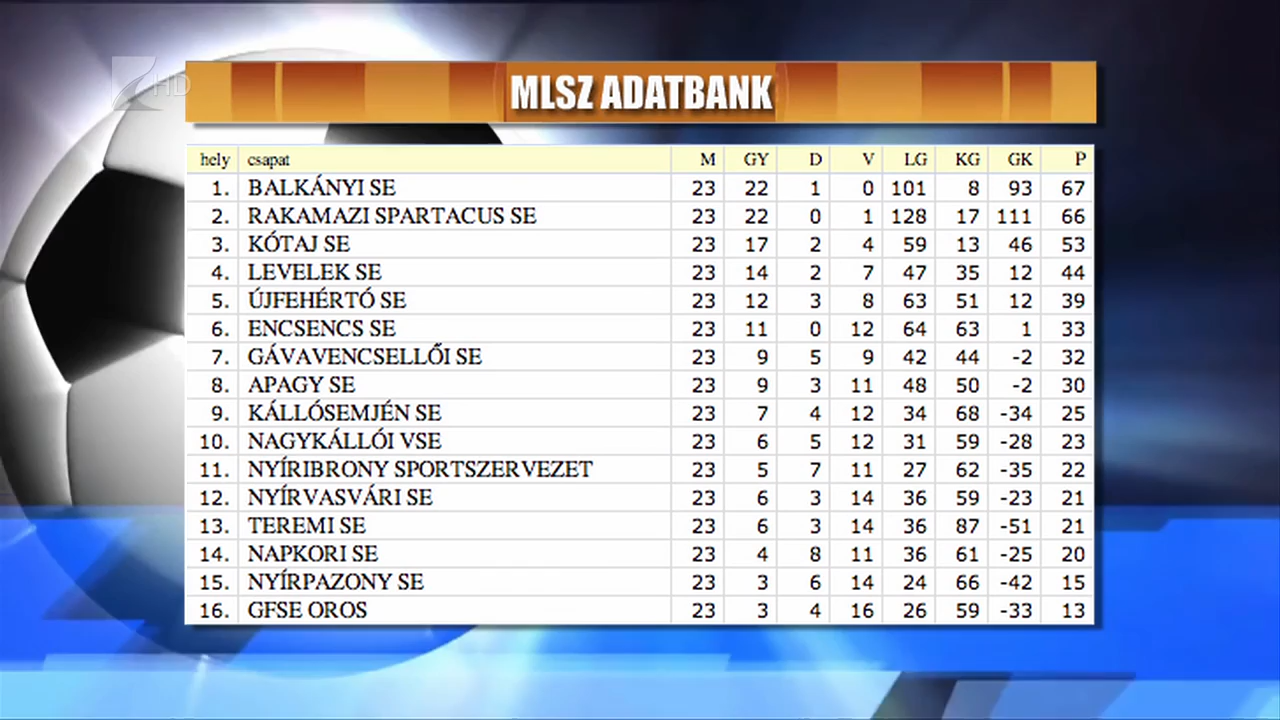 HD
MLSZ ADATBANK
hely csapat M GY D V LG KG GK P
1. BALKÁNYI SE 23 22 1 0 101 8 93 67
2. RAKAMAZI SPARTACUS SE 23 22 0 1 128 17 111 66
3. KÓTAJ SE 23 17 2 4 59 13 46 53
4. LEVELEK SE 23 14 2 7 47 35 12 44
5. ÚJFEHÉRTÓ SE 23 12 3 8 63 51 12 39
6. ENCSENCS SE 23 11 0 12 64 63 1 33
7. GÁVAVENCSELLŐI SE 23 9 5 9 42 44 -2 32
8. APAGY SE 23 9 3 11 48 50 -2 30
9. KÁLLÓSEMJÉN SE 23 7 4 12 34 68 -34 25
10. NAGYKÁLLÓI VSE 23 6 5 12 31 59 -28 23
11. NYÍRIBRONY SPORTSZERVEZET 23 5 7 11 27 62 -35 22
12. NYÍRVASVÁRI SE 23 6 3 14 36 59 -23 21
13. TEREMI SE 23 6 3 14 36 87 -51 21
14. NAPKORI SE 23 4 8 11 36 61 -25 20
15. NYÍRPAZONY SE 23 3 6 14 24 66 -42 15
16. GFSE OROS 23 3 4 16 26 59 -33 13